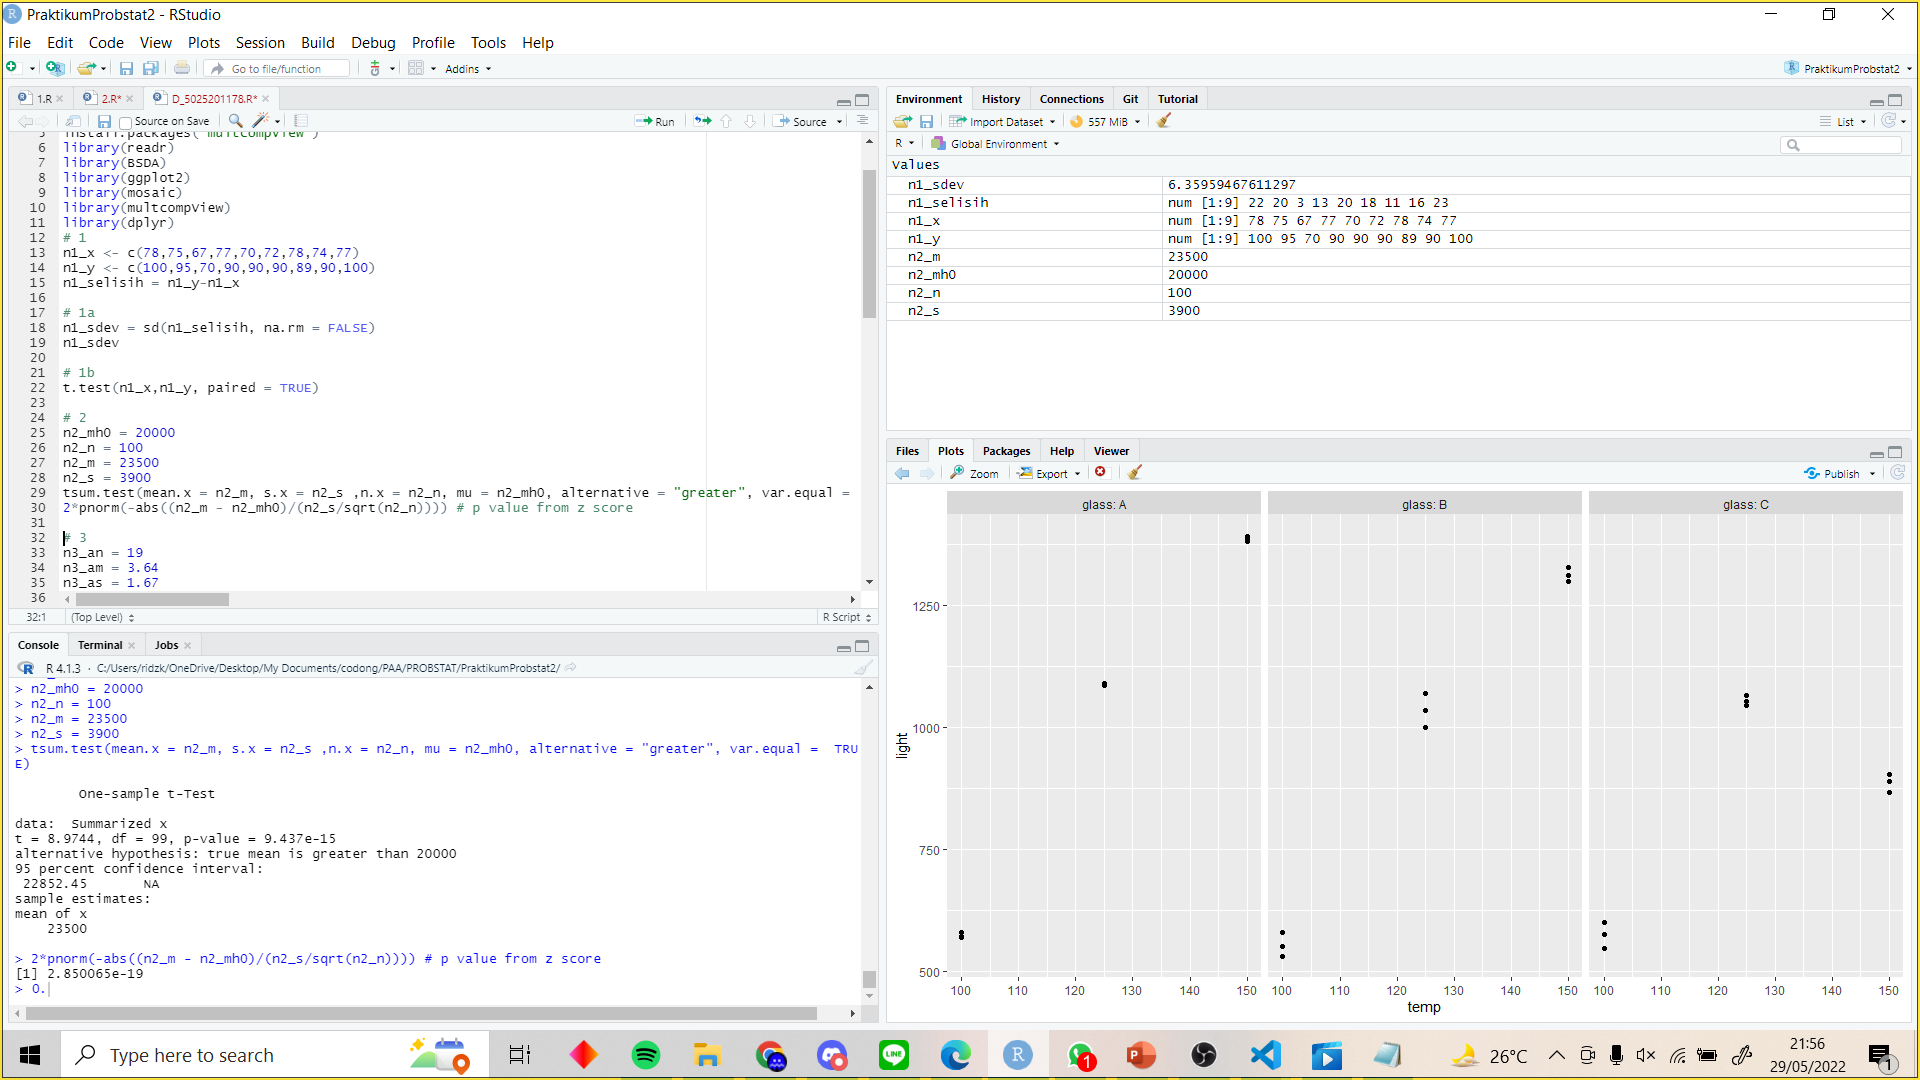 PraktikumProbstat2 - RStudio
File Edit Code View Plots Session Build Debug Profile Tools Help
Go to file/function Addins PraktikumProbstat2
1.R 2.R* D_5025201178.R*
Source on Save Run Source
5 install.packages("multcompView")
6 library(readr)
7 library(BSDA)
8 library(ggplot2)
9 library(mosaic)
10 library(multcompView)
11 library(dplyr)
12 # 1
13 n1_x <- c(78,75,67,77,70,72,78,74,77)
14 n1_y <- c(100,95,70,90,90,90,89,90,100)
15 n1_selisih = n1_y-n1_x
16
17 # 1a
18 n1_sdev = sd(n1_selisih, na.rm = FALSE)
19 n1_sdev
20
21 # 1b
22 t.test(n1_x,n1_y, paired = TRUE)
23
24 # 2
25 n2_mh0 = 20000
26 n2_n = 100
27 n2_m = 23500
28 n2_s = 3900
29 tsum.test(mean.x = n2_m, s.x = n2_s ,n.x = n2_n, mu = n2_mh0, alternative = "greater", var.equal =
30 2*pnorm(-abs((n2_m - n2_mh0)/(n2_s/sqrt(n2_n)))) # p value from z score
31
32 # 3
33 n3_an = 19
34 n3_am = 3.64
35 n3_as = 1.67
36
32:1 (Top Level) R Script
Console Terminal Jobs
R 4.1.3 · C:/Users/ridzk/OneDrive/Desktop/My Documents/codong/PAA/PROBSTAT/PraktikumProbstat2/
> n2_mh0 = 20000
> n2_n = 100
> n2_m = 23500
> n2_s = 3900
> tsum.test(mean.x = n2_m, s.x = n2_s ,n.x = n2_n, mu = n2_mh0, alternative = "greater", var.equal =  TRU
E)
One-sample t-Test
data:  Summarized x
t = 8.9744, df = 99, p-value = 9.437e-15
alternative hypothesis: true mean is greater than 20000
95 percent confidence interval:
22852.45 NA
sample estimates:
mean of x
23500
> 2*pnorm(-abs((n2_m - n2_mh0)/(n2_s/sqrt(n2_n)))) # p value from z score
[1] 2.850065e-19
> 0.
Environment History Connections Git Tutorial
Import Dataset 557 MiB List
R Global Environment
Values
n1_sdev 6.35959467611297
n1_selisih num [1:9] 22 20 3 13 20 18 11 16 23
n1_x num [1:9] 78 75 67 77 70 72 78 74 77
n1_y num [1:9] 100 95 70 90 90 90 89 90 100
n2_m 23500
n2_mh0 20000
n2_n 100
n2_s 3900
Files Plots Packages Help Viewer
Zoom Export Publish
glass: A glass: B glass: C
1250
1000
750
500
light
100 110 120 130 140 150 100 110 120 130 140 150 100 110 120 130 140 150
temp
Type here to search
LINE
1
26°C
21:56
29/05/2022
1